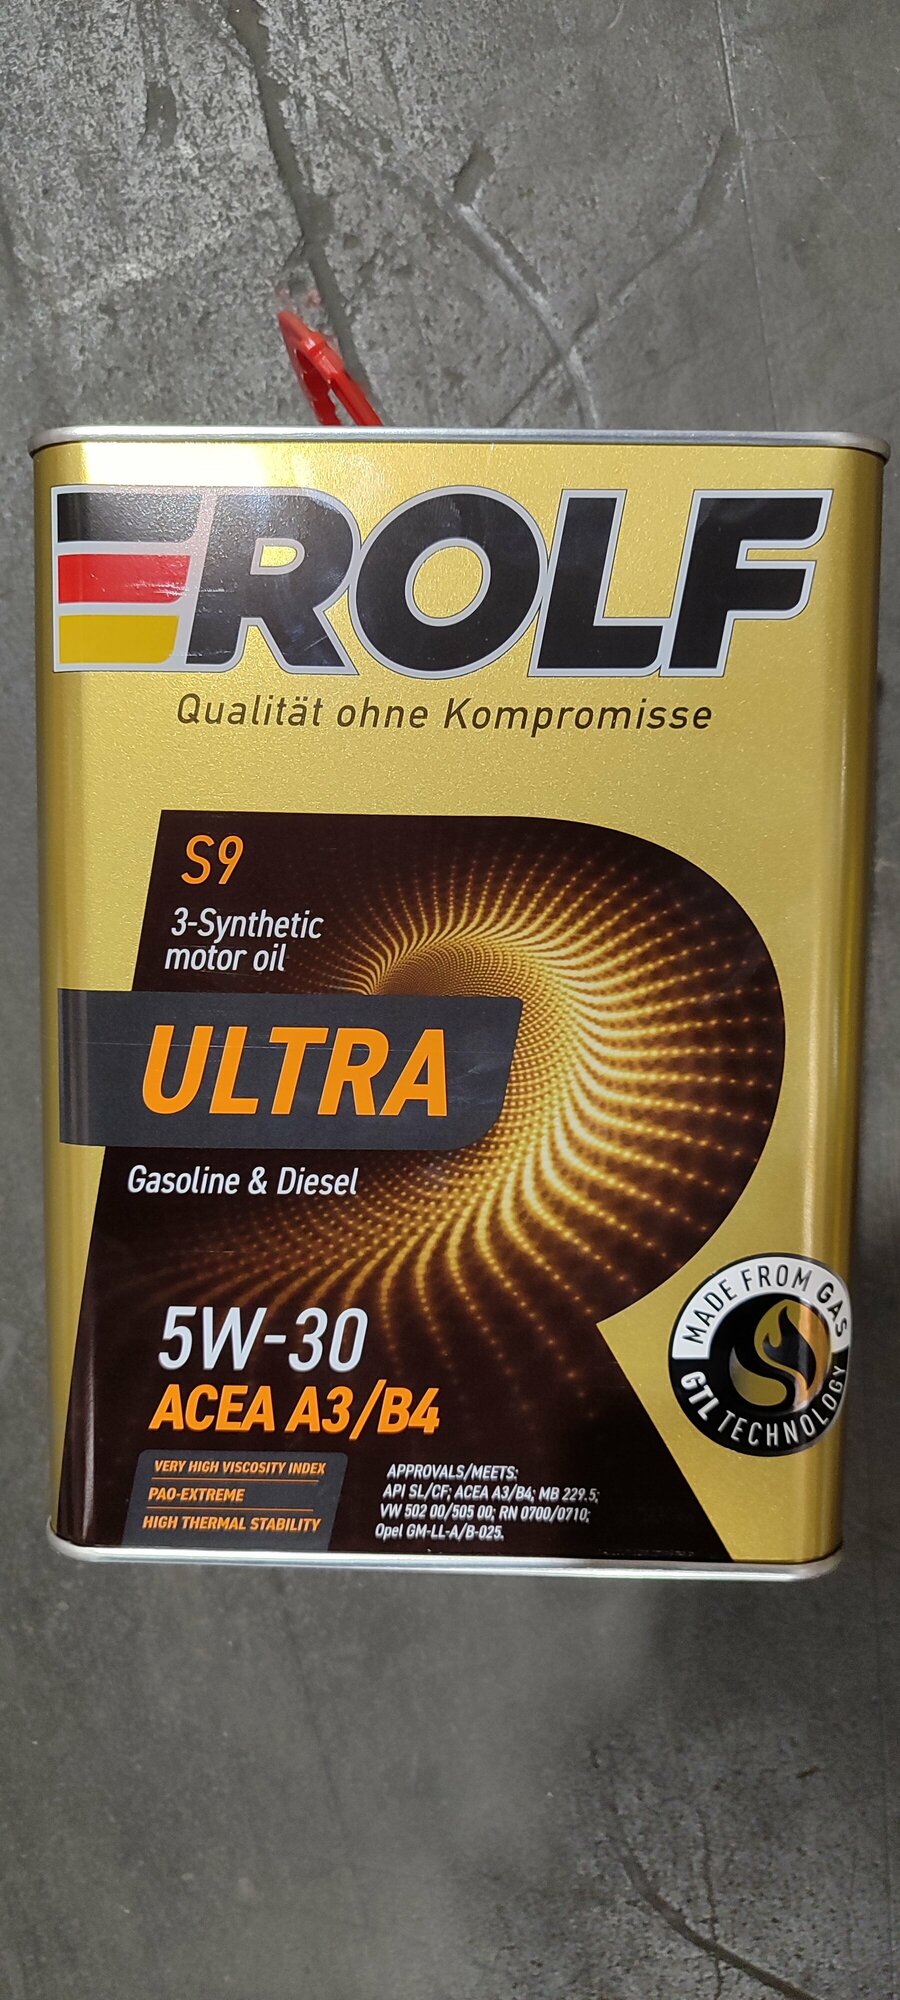 ROLF
Qualität ohne Kompromisse
S9
3-Synthetic
motor oil
ULTRA
Gasoline & Diesel
5W-30
ACEA A3/B4
VERY HIGH VISCOSITY INDEX
PAO-EXTREME
HIGH THERMAL STABILITY
APPROVALS/MEETS:
API SL/CF; ACEA A3/B4; MB 229.5;
VW 502 00/505 00; RN 0700/0710;
Opel GM-LL-A/B-025.
MADE FROM GAS
GTL TECHNOLOGY